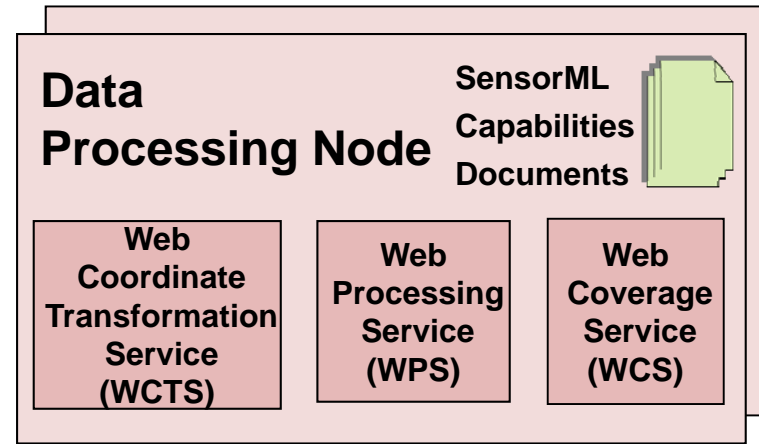 Data
Processing Node
SensorML
Capabilities
Documents
Web
Coordinate
Transformation
Service
(WCTS)
Web
Processing
Service
(WPS)
Web
Coverage
Service
(WCS)